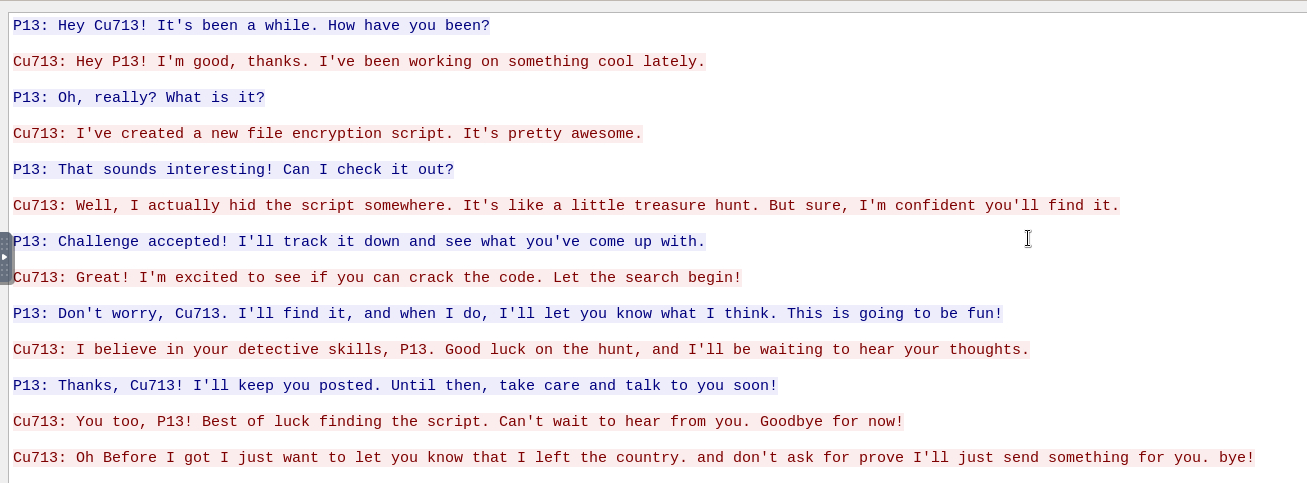 P13: Hey Cu713! It's been a while. How have you been?
Cu713: Hey P13! I'm good, thanks. I've been working on something cool lately.
P13: Oh, really? What is it?
Cu713: I've created a new file encryption script. It's pretty awesome.
P13: That sounds interesting! Can I check it out?
Cu713: Well, I actually hid the script somewhere. It's like a little treasure hunt. But sure, I'm confident you'll find it.
P13: Challenge accepted! I'll track it down and see what you've come up with.
Cu713: Great! I'm excited to see if you can crack the code. Let the search begin!
P13: Don't worry, Cu713. I'll find it, and when I do, I'll let you know what I think. This is going to be fun!
Cu713: I believe in your detective skills, P13. Good luck on the hunt, and I'll be waiting to hear your thoughts.
P13: Thanks, Cu713! I'll keep you posted. Until then, take care and talk to you soon!
Cu713: You too, P13! Best of luck finding the script. Can't wait to hear from you. Goodbye for now!
Cu713: Oh Before I got I just want to let you know that I left the country. and don't ask for prove I'll just send something for you. bye!